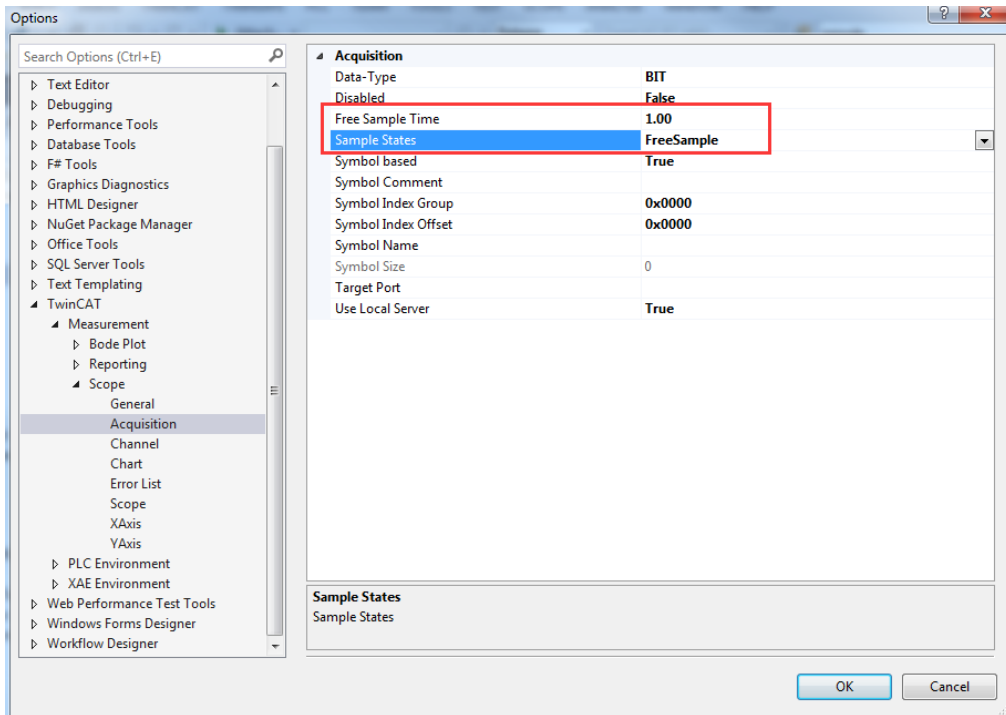 Options
Search Options (Ctrl+E)
Text Editor
Debugging
Performance Tools
Database Tools
F# Tools
Graphics Diagnostics
HTML Designer
NuGet Package Manager
Office Tools
SQL Server Tools
Text Templating
TwinCAT
Measurement
Bode Plot
Reporting
Scope
General
Acquisition
Channel
Chart
Error List
Scope
XAxis
YAxis
PLC Environment
XAE Environment
Web Performance Test Tools
Windows Forms Designer
Workflow Designer
Acquisition
Data-Type BIT
Disabled False
Free Sample Time 1.00
Sample States FreeSample
Symbol based True
Symbol Comment
Symbol Index Group 0x0000
Symbol Index Offset 0x0000
Symbol Name
Symbol Size 0
Target Port
Use Local Server True
Sample States
Sample States
OK Cancel